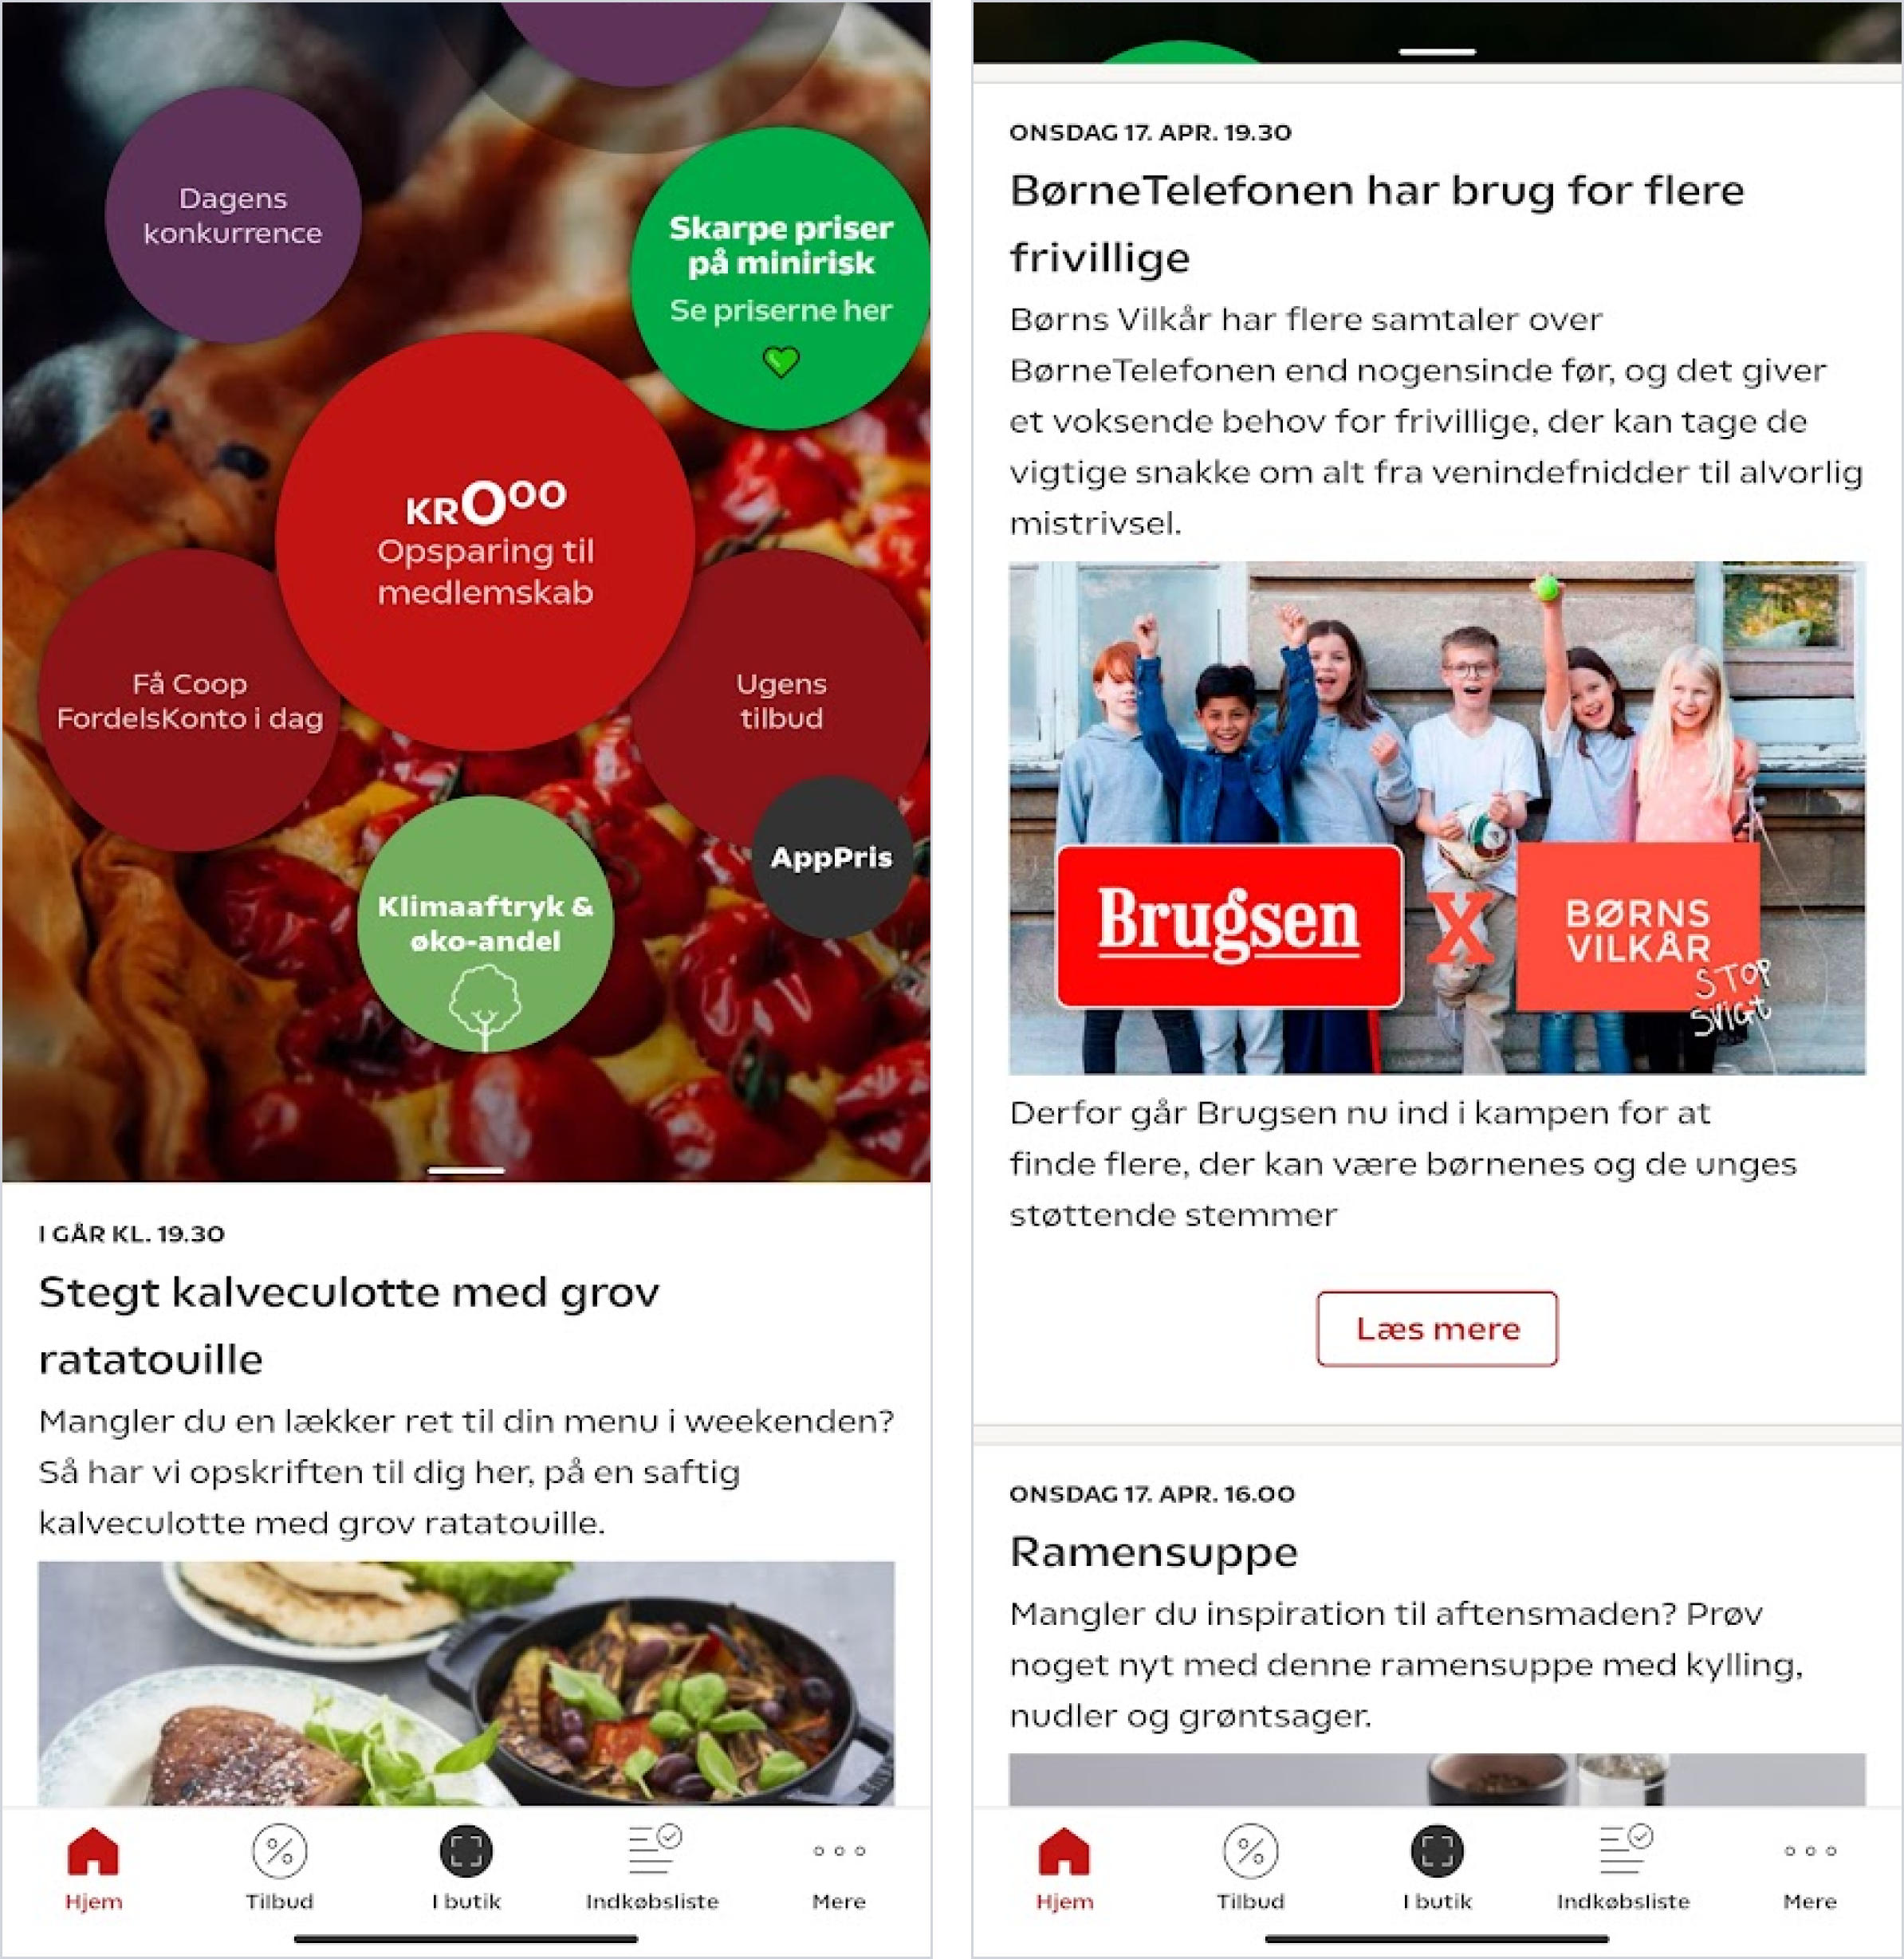 Dagens
konkurrence
Skarpe priser
på minirisk
Se priserne her
KR0⁰⁰
Opsparing til
medlemskab
Få Coop
FordelsKonto i dag
Ugens
tilbud
AppPris
Klimaaftryk &
øko-andel
I GÅR KL. 19.30
Stegt kalveculotte med grov
ratatouille
Mangler du en lækker ret til din menu i weekenden?
Så har vi opskriften til dig her, på en saftig
kalveculotte med grov ratatouille.
Hjem
Tilbud
I butik
Indkøbsliste
Mere
ONSDAG 17. APR. 19.30
BørneTelefonen har brug for flere
frivillige
Børns Vilkår har flere samtaler over
BørneTelefonen end nogensinde før, og det giver
et voksende behov for frivillige, der kan tage de
vigtige snakke om alt fra venindefnidder til alvorlig
mistrivsel.
Brugsen X BØRNS
VILKÅR
STOP
SVIGT
Derfor går Brugsen nu ind i kampen for at
finde flere, der kan være børnenes og de unges
støttende stemmer
Læs mere
ONSDAG 17. APR. 16.00
Ramensuppe
Mangler du inspiration til aftensmaden? Prøv
noget nyt med denne ramensuppe med kylling,
nudler og grøntsager.
Hjem
Tilbud
I butik
Indkøbsliste
Mere